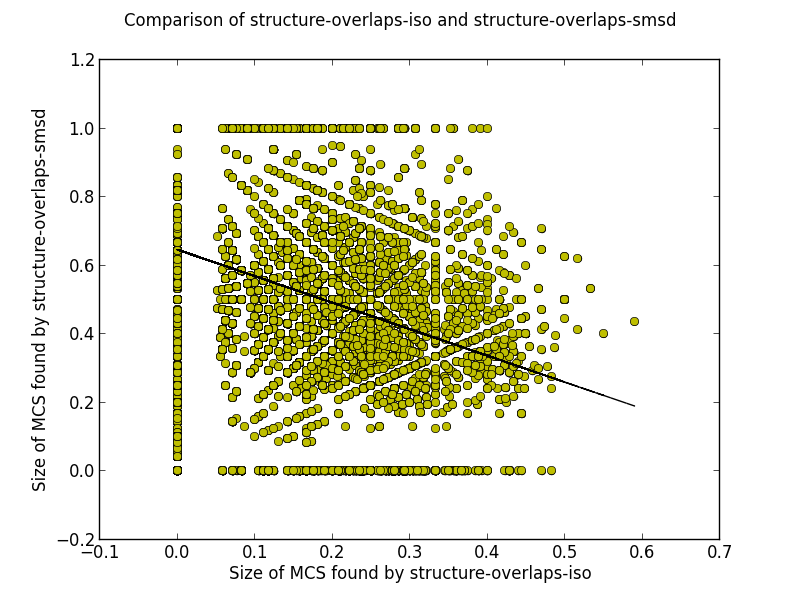 Comparison of structure-overlaps-iso and structure-overlaps-smsd
1.2
1.0
0.8
0.6
0.4
0.2
0.0
−0.2
Size of MCS found by structure-overlaps-smsd
−0.1 0.0 0.1 0.2 0.3 0.4 0.5 0.6 0.7
Size of MCS found by structure-overlaps-iso